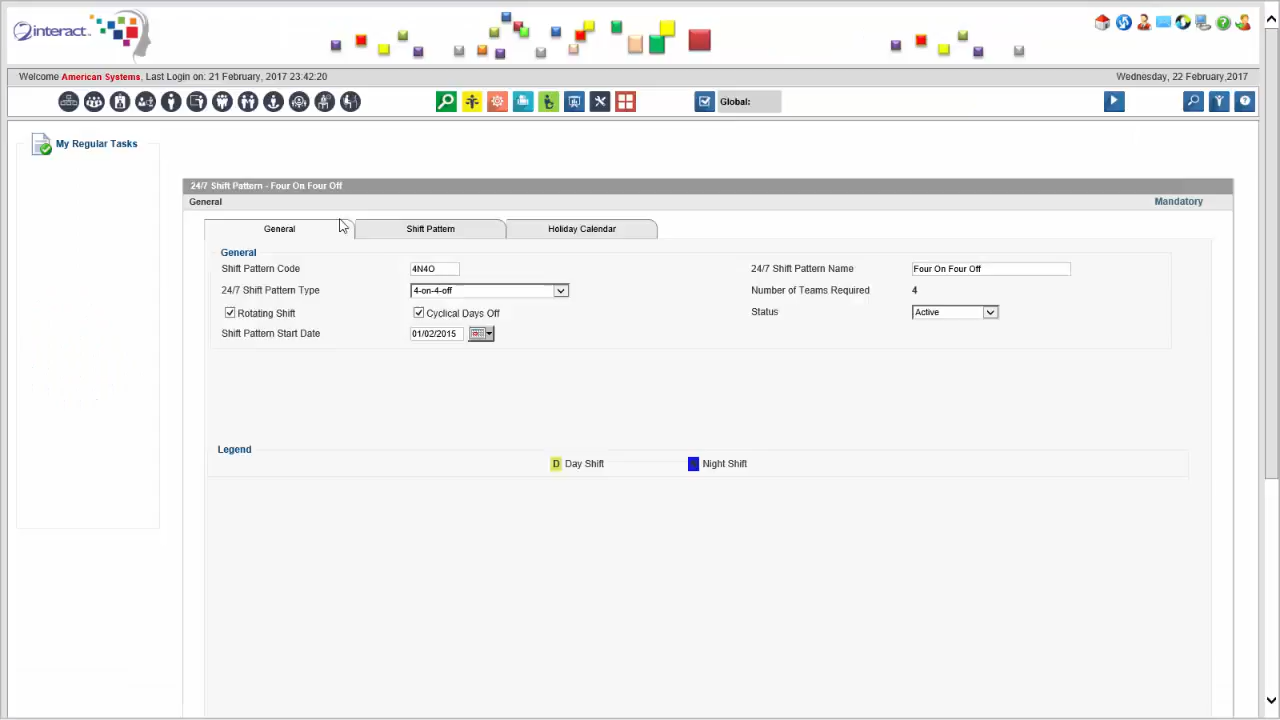 interact
Welcome American Systems, Last Login on: 21 February, 2017 23:42:20
Wednesday, 22 February,2017
Global:
My Regular Tasks
24/7 Shift Pattern - Four On Four Off
General
Mandatory
General
Shift Pattern
Holiday Calendar
General
Shift Pattern Code
4N4O
24/7 Shift Pattern Name
Four On Four Off
24/7 Shift Pattern Type
4-on-4-off
Number of Teams Required
4
Rotating Shift
Cyclical Days Off
Status
Active
Shift Pattern Start Date
01/02/2015
Legend
D Day Shift
Night Shift